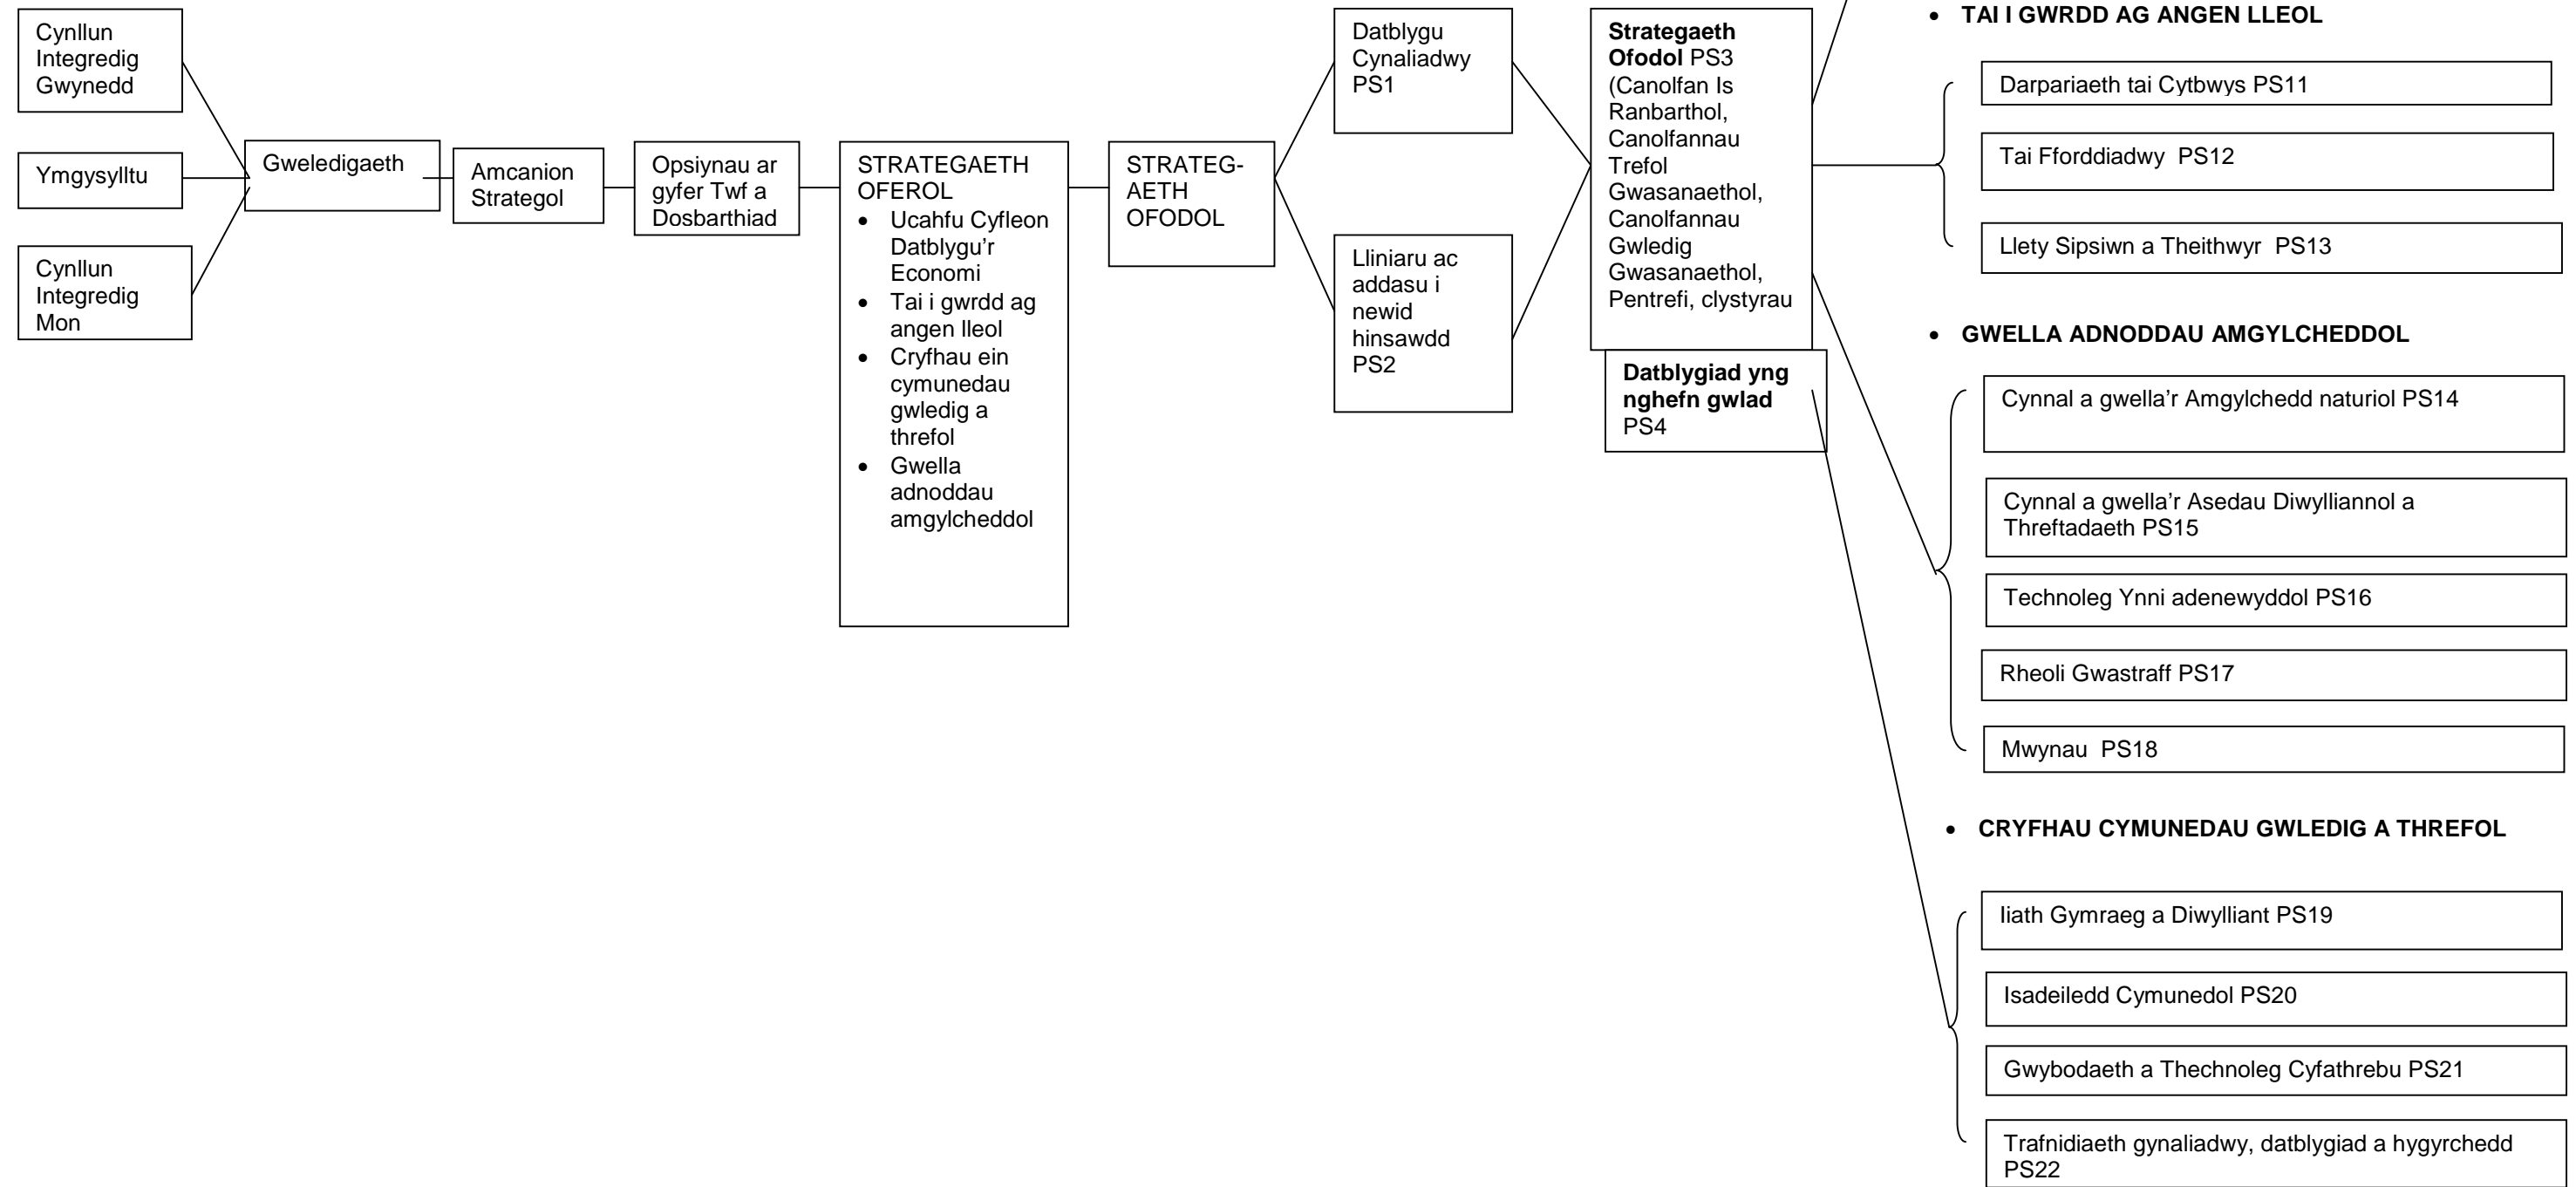 Cynllun
Integredig
Gwynedd
Ymgysylltu
Cynllun
Integredig
Mon
Gweledigaeth
Amcanion
Strategol
Opsiynau ar
gyfer Twf a
Dosbarthiad
STRATEGAETH
OFEROL
• Ucahfu Cyfleon
Datblygu’r
Economi
• Tai i gwrdd ag
angen lleol
• Cryfhau ein
cymunedau
gwledig a
threfol
• Gwella
adnoddau
amgylcheddol
STRATEG-
AETH
OFODOL
Datblygu
Cynaliadwy
PS1
Lliniaru ac
addasu i
newid
hinsawdd
PS2
Strategaeth
Ofodol PS3
(Canolfan Is
Ranbarthol,
Canolfannau
Trefol
Gwasanaethol,
Canolfannau
Gwledig
Gwasanaethol,
Pentrefi, clystyrau
Datblygiad yng
nghefn gwlad
PS4
• TAI I GWRDD AG ANGEN LLEOL
Darpariaeth tai Cytbwys PS11
Tai Fforddiadwy PS12
Llety Sipsiwn a Theithwyr PS13
• GWELLA ADNODDAU AMGYLCHEDDOL
Cynnal a gwella’r Amgylchedd naturiol PS14
Cynnal a gwella’r Asedau Diwylliannol a
Threftadaeth PS15
Technoleg Ynni adenewyddol PS16
Rheoli Gwastraff PS17
Mwynau PS18
• CRYFHAU CYMUNEDAU GWLEDIG A THREFOL
Iiath Gymraeg a Diwylliant PS19
Isadeiledd Cymunedol PS20
Gwybodaeth a Thechnoleg Cyfathrebu PS21
Trafnidiaeth gynaliadwy, datblygiad a hygyrchedd
PS22